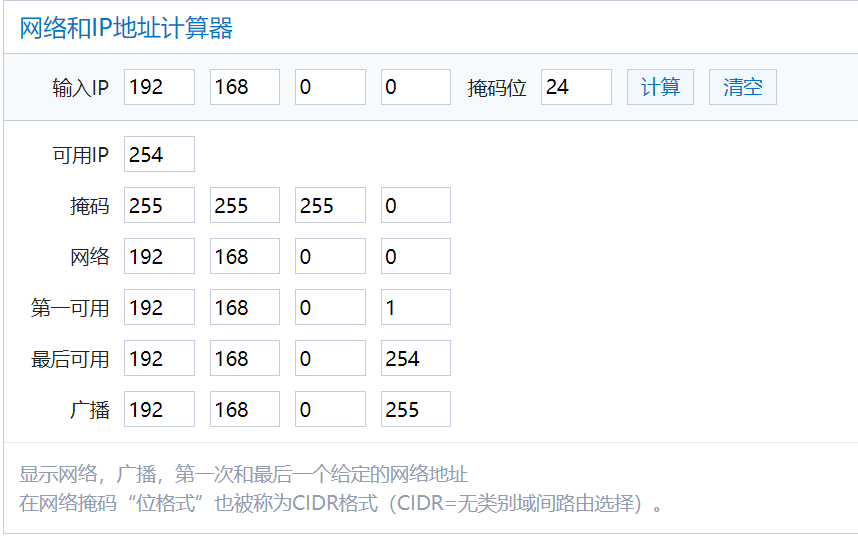 网络和IP地址计算器
输入IP 192 168 0 0 掩码位 24 计算 清空
可用IP 254
掩码 255 255 255 0
网络 192 168 0 0
第一可用 192 168 0 1
最后可用 192 168 0 254
广播 192 168 0 255
显示网络，广播，第一次和最后一个给定的网络地址
在网络掩码“位格式”也被称为CIDR格式（CIDR=无类别域间路由选择）。